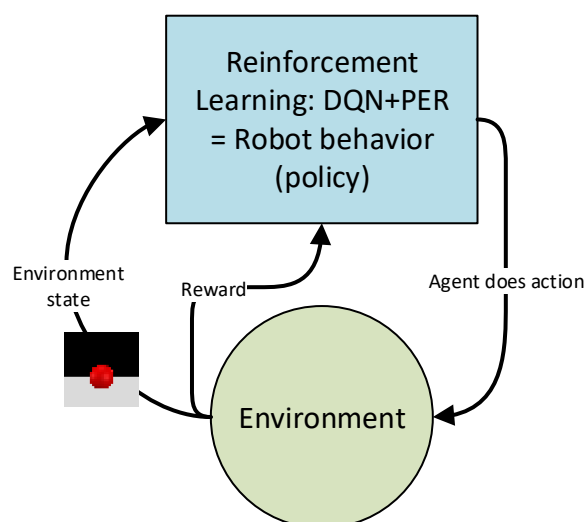 Reinforcement
Learning: DQN+PER
= Robot behavior
(policy)
Environment
state
Reward
Agent does action
Environment